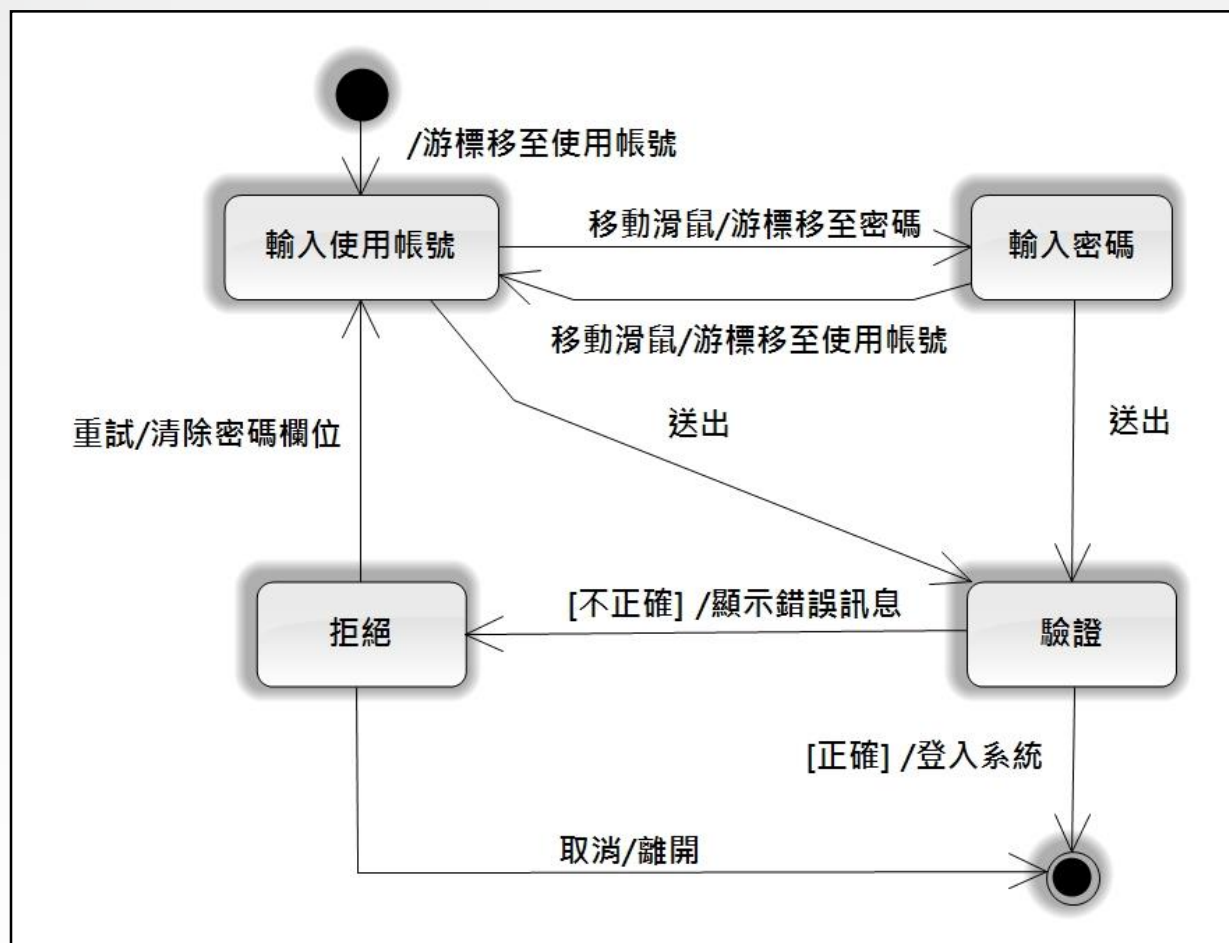 /游標移至使用帳號
輸入使用帳號
移動滑鼠/游標移至密碼
輸入密碼
移動滑鼠/游標移至使用帳號
重試/清除密碼欄位
送出
送出
拒絕
[不正確] /顯示錯誤訊息
驗證
[正確] /登入系統
取消/離開